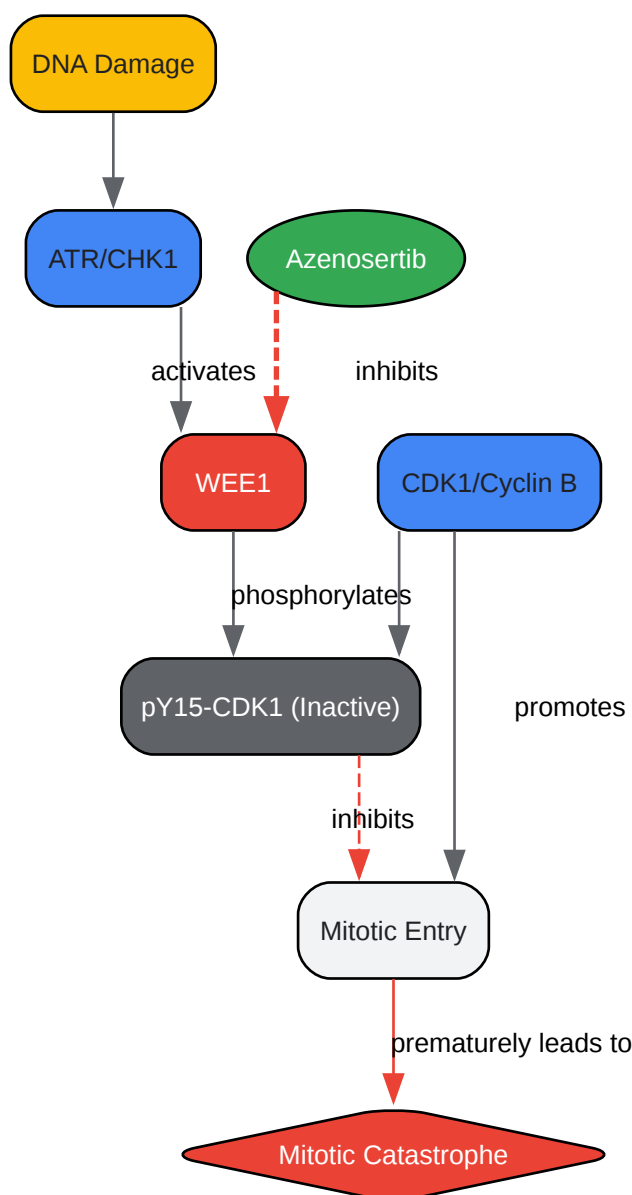 DNA Damage
ATR/CHK1
Azenosertib
activates
inhibits
WEE1
CDK1/Cyclin B
phosphorylates
pY15-CDK1 (Inactive)
promotes
inhibits
Mitotic Entry
prematurely leads to
Mitotic Catastrophe